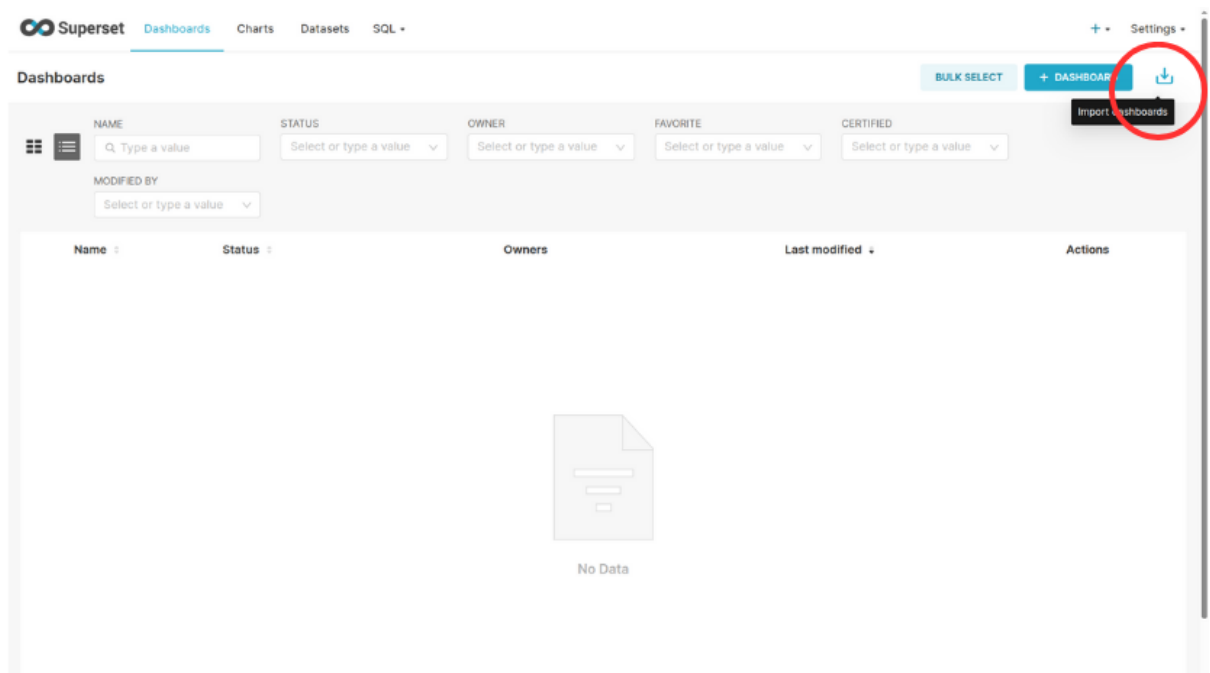 Superset Dashboards Charts Datasets SQL Settings
Dashboards BULK SELECT + DASHBOARD
Import dashboards
NAME STATUS OWNER FAVORITE CERTIFIED
Type a value Select or type a value Select or type a value Select or type a value Select or type a value
MODIFIED BY
Select or type a value
Name Status Owners Last modified Actions
No Data